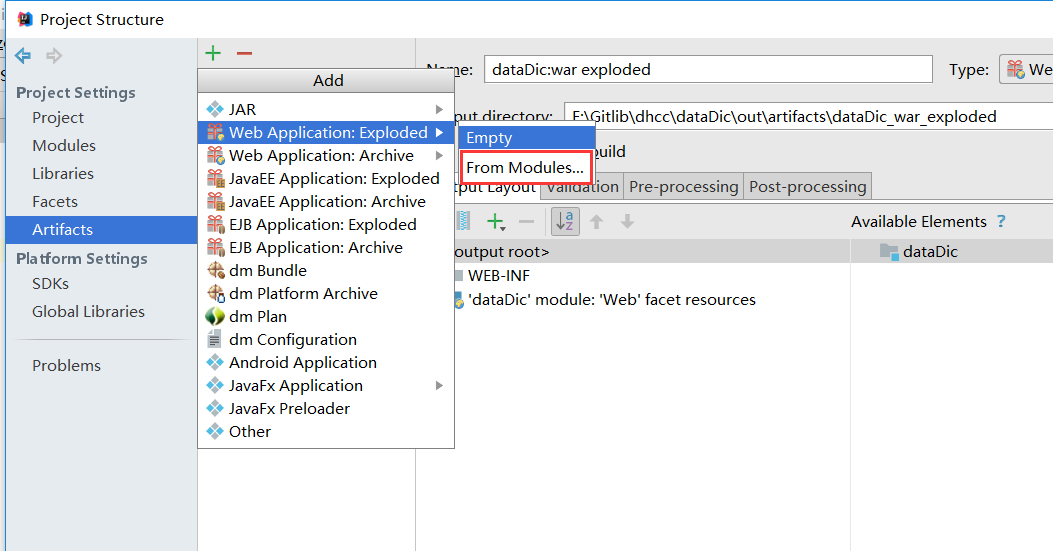 Project Structure
Project Settings
Project
Modules
Libraries
Facets
Artifacts
Platform Settings
SDKs
Global Libraries
Problems
Add
JAR
Web Application: Exploded
Web Application: Archive
JavaEE Application: Exploded
JavaEE Application: Archive
EJB Application: Exploded
EJB Application: Archive
dm Bundle
dm Platform Archive
dm Plan
dm Configuration
Android Application
JavaFx Application
JavaFx Preloader
Other
Empty
From Modules...
Name: dataDic:war exploded Type: We
put directory: F:\Gitlib\dhcc\dataDic\out\artifacts\dataDic_war_exploded
build
tput Layout Validation Pre-processing Post-processing
Available Elements ?
output root>
WEB-INF
'dataDic' module: 'Web' facet resources
dataDic